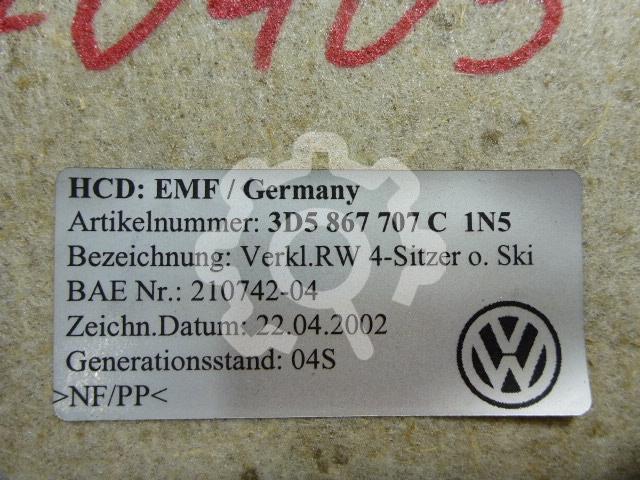 HCD: EMF / Germany
Artikelnummer: 3D5 867 707 C 1N5
Bezeichnung: Verkl.RW 4-Sitzer o. Ski
BAE Nr.: 210742-04
Zeichn.Datum: 22.04.2002
Generationsstand: 04S
>NF/PP<